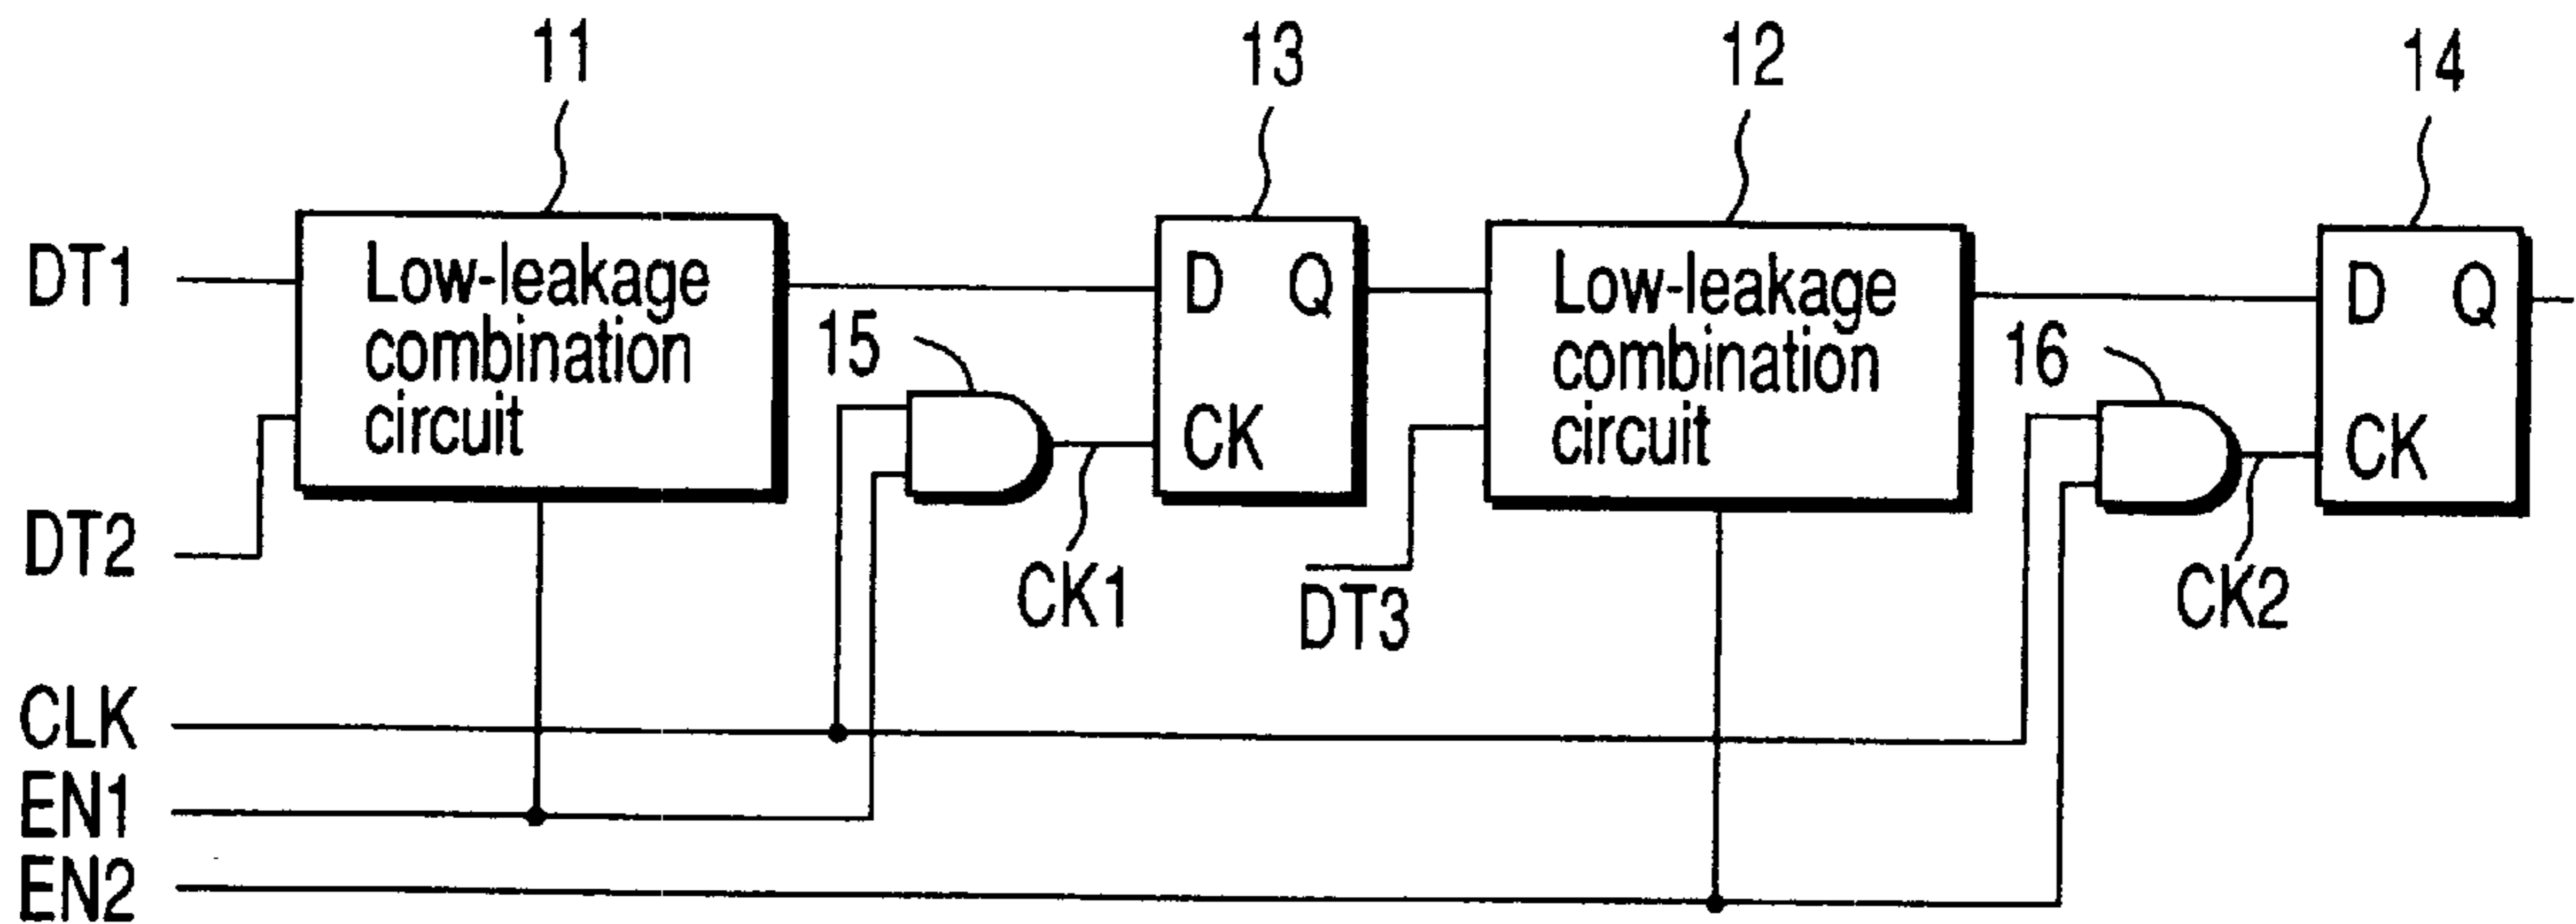 11
13
12
14
DT1
Low-leakage
combination
circuit
D Q
CK
Low-leakage
combination
circuit
D Q
CK
15
16
DT2
CK1
DT3
CK2
CLK
EN1
EN2